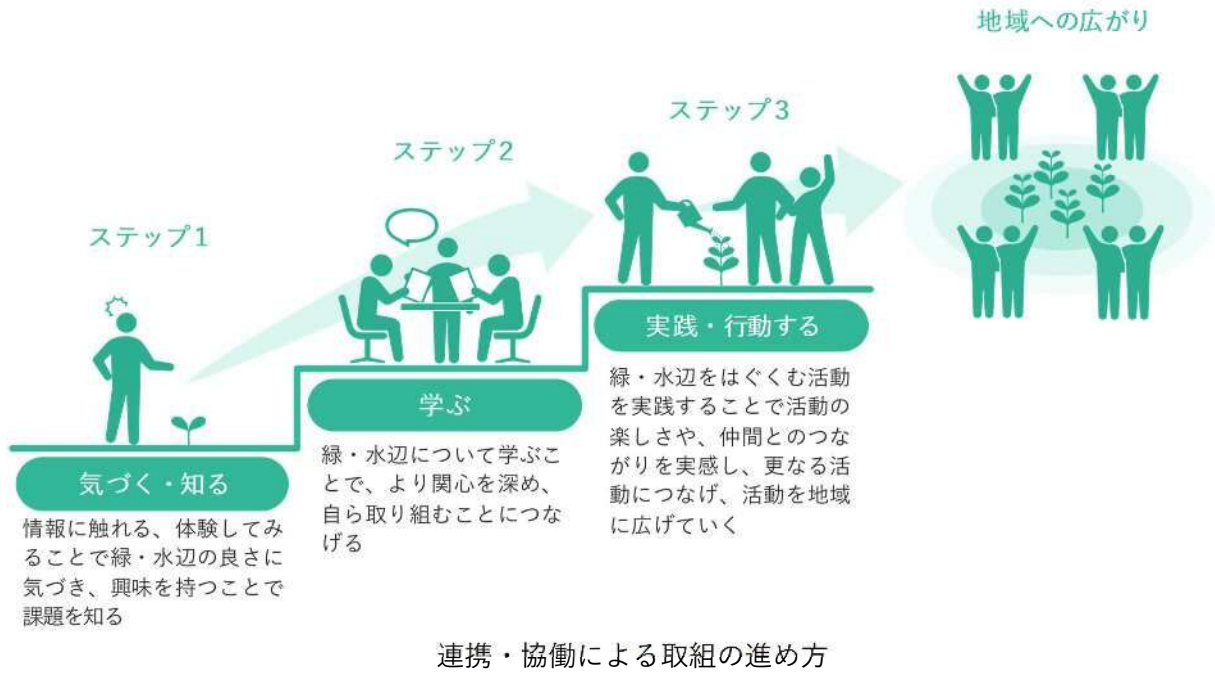 ステップ1
気づく・知る
情報に触れる、体験してみ
ることで緑・水辺の良さに
気づき、興味を持つことで
課題を知る
ステップ2
学ぶ
緑・水辺について学ぶこ
とで、より関心を深め、
自ら取り組むことにつな
げる
ステップ3
実践・行動する
緑・水辺をはぐくむ活動
を実践することで活動の
楽しさや、仲間とのつな
がりを実感し、更なる活
動につなげ、活動を地域
に広げていく
地域への広がり
連携・協働による取組の進め方